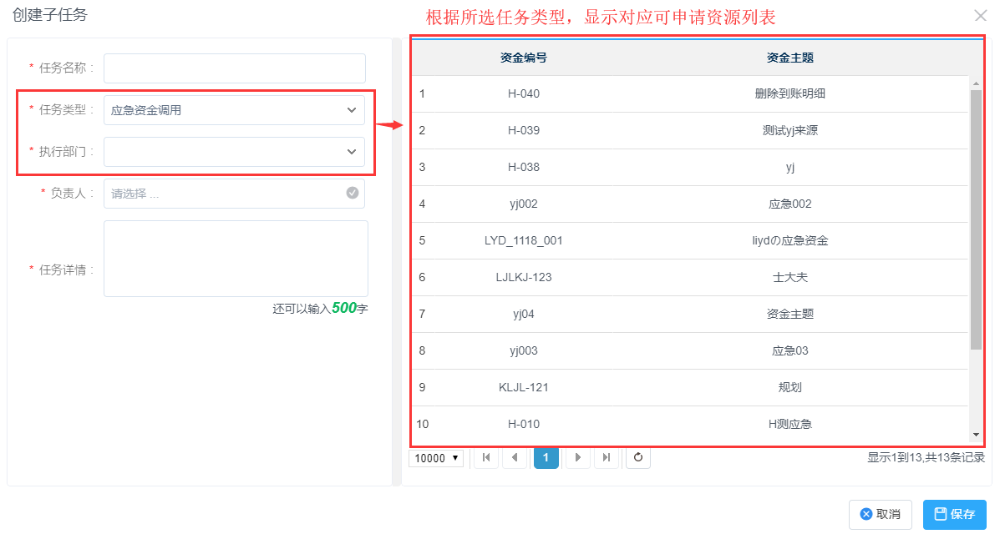 创建子任务
根据所选任务类型，显示对应可申请资源列表
* 任务名称 :
* 任务类型 : 应急资金调用
* 执行部门 :
* 负责人 : 请选择 ...
* 任务详情 :
还可以输入500字
资金编号 资金主题
1 H-040 删除到账明细
2 H-039 测试yj来源
3 H-038 yj
4 yj002 应急002
5 LYD_1118_001 liydの应急资金
6 LJLKJ-123 士大夫
7 yj04 资金主题
8 yj003 应急03
9 KLJL-121 规划
10 H-010 H测应急
10000 1 显示1到13,共13条记录
取消 保存